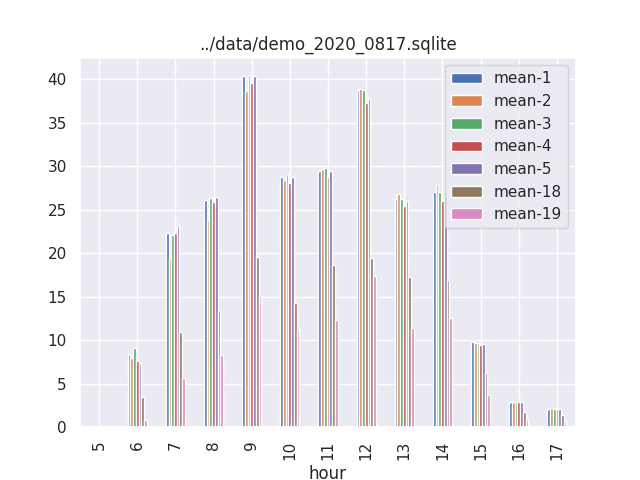 ../data/demo_2020_0817.sqlite
40
35
30
25
20
15
10
5
0
mean-1
mean-2
mean-3
mean-4
mean-5
mean-18
mean-19
5 6 7 8 9 10 11 12 13 14 15 16 17
hour